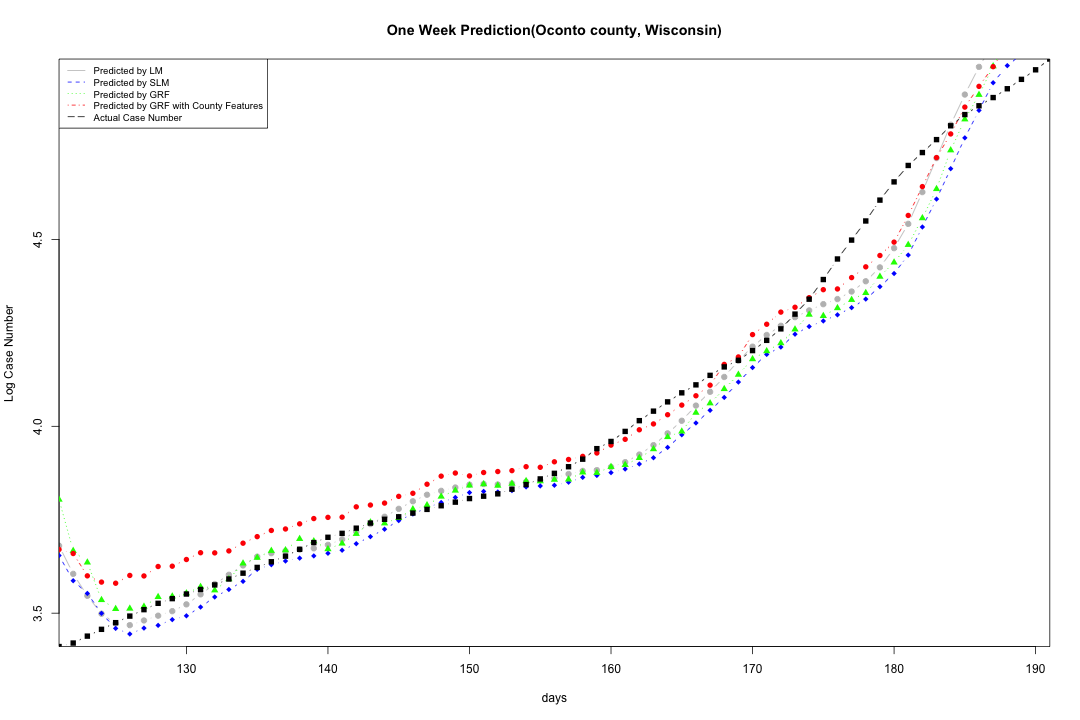 One Week Prediction(Oconto county, Wisconsin)
Predicted by LM
Predicted by SLM
Predicted by GRF
Predicted by GRF with County Features
Actual Case Number
Log Case Number
4.5
4.0
3.5
130 140 150 160 170 180 190
days